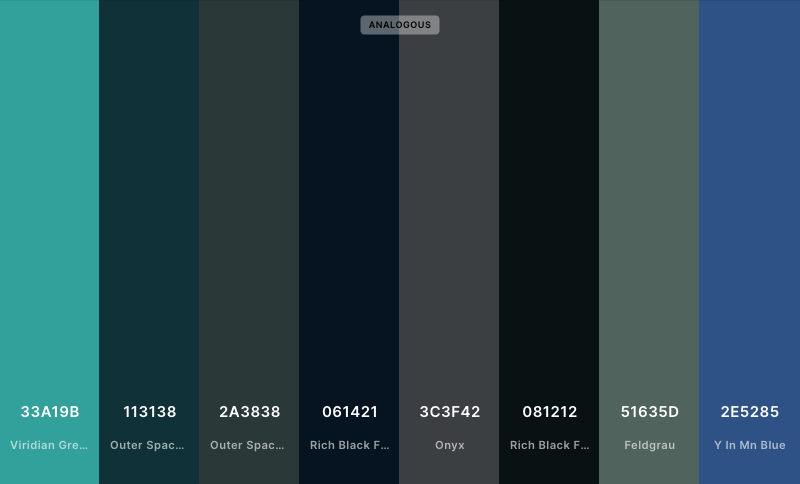 ANALOGOUS
33A19B 113138 2A3838 061421 3C3F42 081212 51635D 2E5285
Viridian Gre... Outer Spac... Outer Spac... Rich Black F... Onyx Rich Black F... Feldgrau Y In Mn Blue